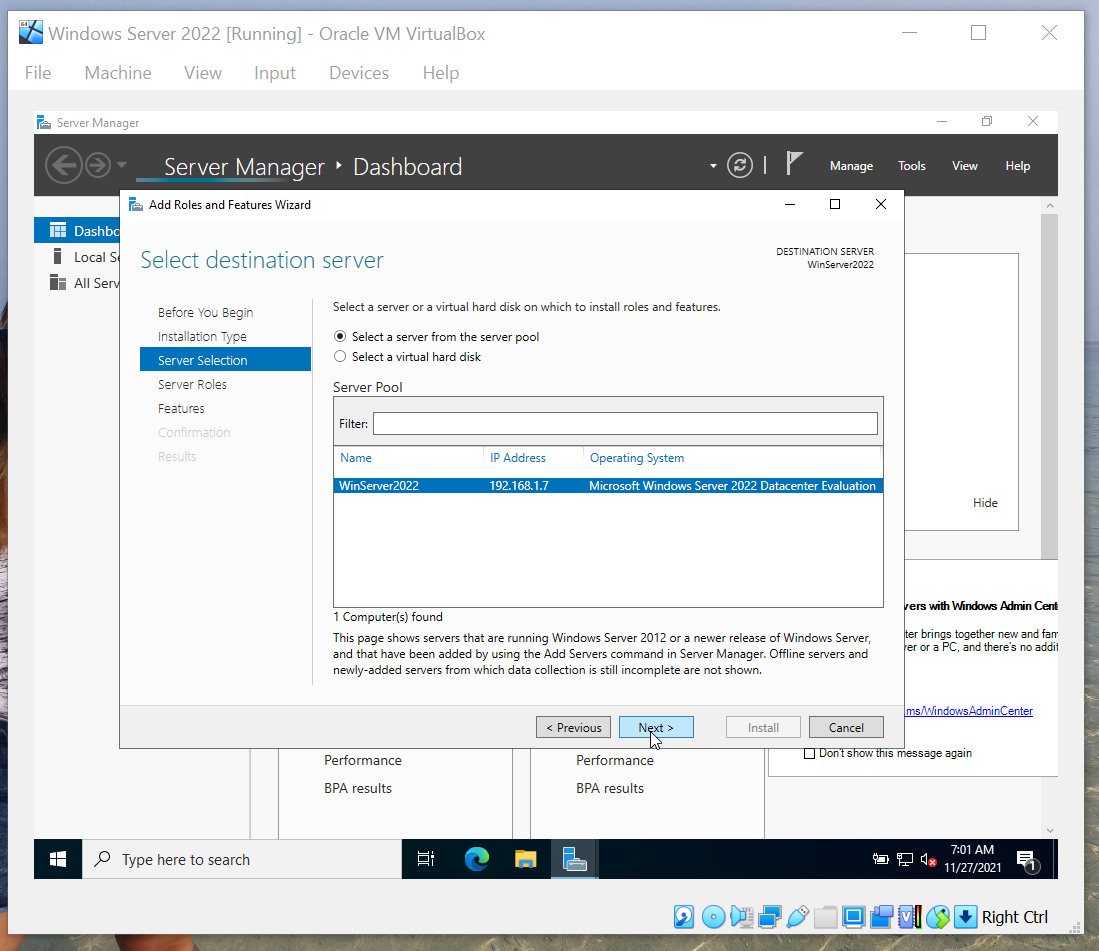 Windows Server 2022 [Running] - Oracle VM VirtualBox
File Machine View Input Devices Help
Server Manager
Server Manager Dashboard
Manage Tools View Help
Dashbo
Local Se
All Serv
Add Roles and Features Wizard
Select destination server
DESTINATION SERVER
WinServer2022
Before You Begin
Installation Type
Server Selection
Server Roles
Features
Confirmation
Results
Select a server or a virtual hard disk on which to install roles and features.
Select a server from the server pool
Select a virtual hard disk
Server Pool
Filter:
Name IP Address Operating System
WinServer2022 192.168.1.7 Microsoft Windows Server 2022 Datacenter Evaluation
1 Computer(s) found
This page shows servers that are running Windows Server 2012 or a newer release of Windows Server,
and that have been added by using the Add Servers command in Server Manager. Offline servers and
newly-added servers from which data collection is still incomplete are not shown.
< Previous Next > Install Cancel
Hide
vers with Windows Admin Cent
ter brings together new and fam
ver or a PC, and there's no addit
.ms/WindowsAdminCenter
Don't show this message again
Performance
BPA results
Performance
BPA results
Type here to search
7:01 AM
11/27/2021
1
Right Ctrl